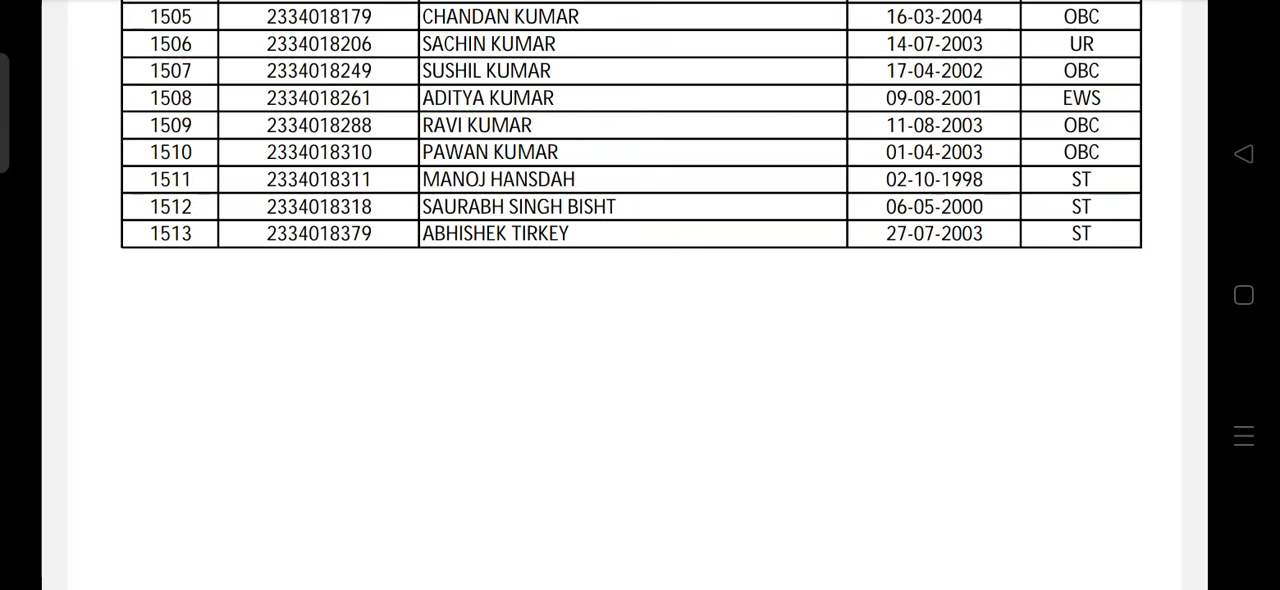 1505 2334018179 CHANDAN KUMAR 16-03-2004 OBC
1506 2334018206 SACHIN KUMAR 14-07-2003 UR
1507 2334018249 SUSHIL KUMAR 17-04-2002 OBC
1508 2334018261 ADITYA KUMAR 09-08-2001 EWS
1509 2334018288 RAVI KUMAR 11-08-2003 OBC
1510 2334018310 PAWAN KUMAR 01-04-2003 OBC
1511 2334018311 MANOJ HANSDAH 02-10-1998 ST
1512 2334018318 SAURABH SINGH BISHT 06-05-2000 ST
1513 2334018379 ABHISHEK TIRKEY 27-07-2003 ST